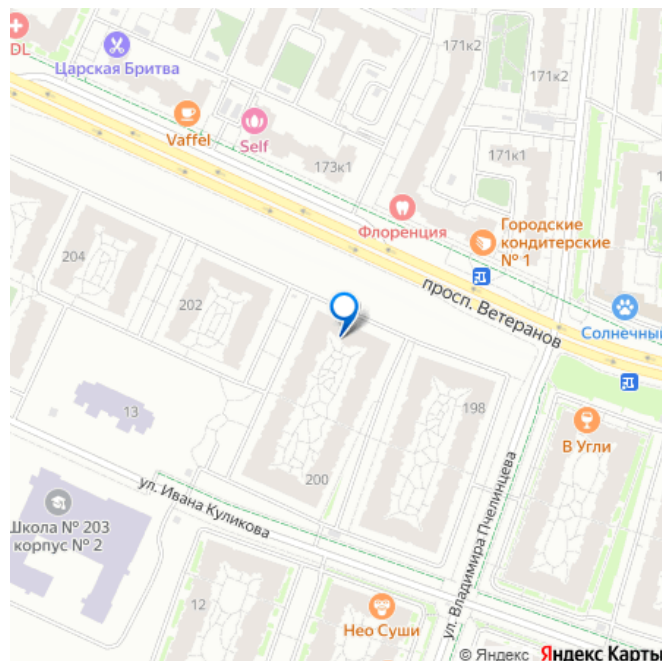 DL
Царская Бритва
Vaffel
Self
173к1
171к2
171к2
171к1
Флоренция
Городские
кондитерские
№ 1
просп. Ветеранов
Солнечный
204
202
13
198
200
В Угли
ул. Ивана Куликова
ул. Владимира Пчелинцева
Школа № 203
корпус № 2
12
Нео Суши
© Яндекс Яндекс Карты